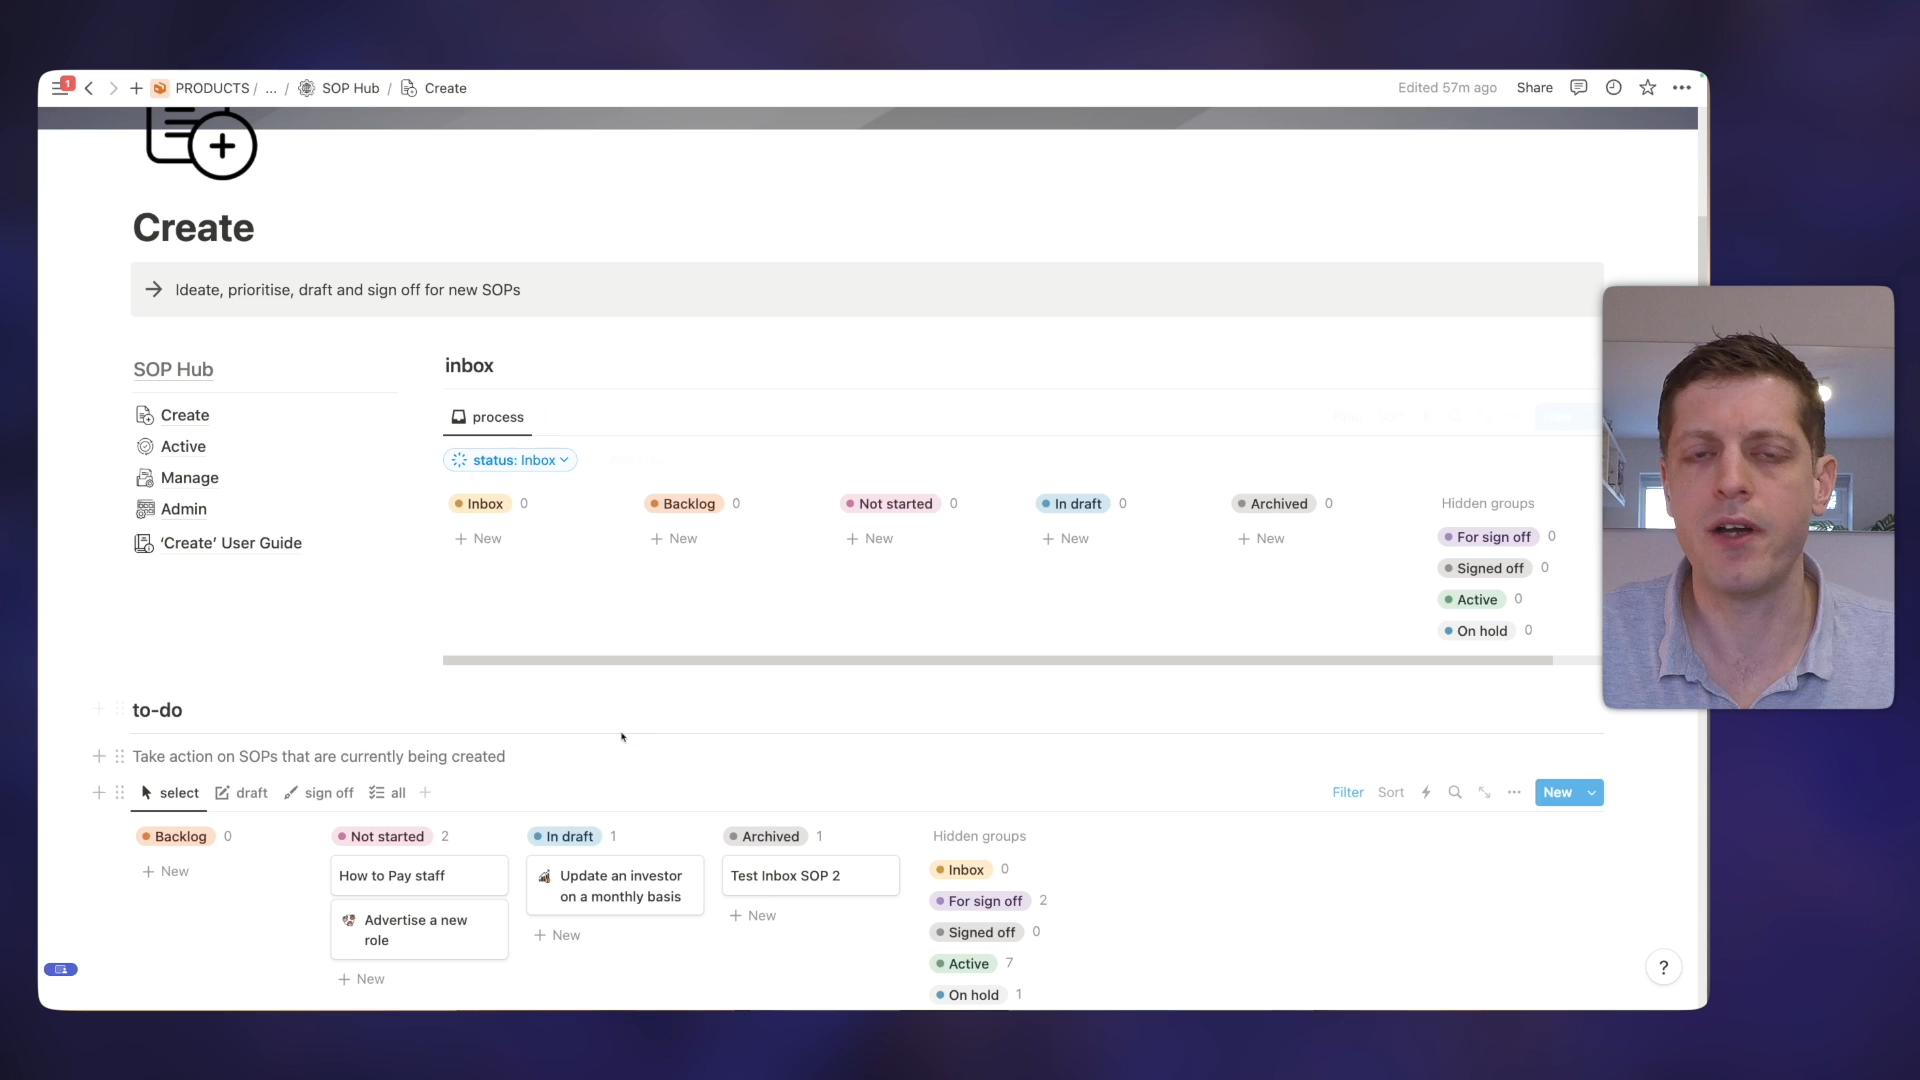 1
PRODUCTS / ... / SOP Hub / Create
Edited 57m ago Share
Create
Ideate, prioritise, draft and sign off for new SOPs
SOP Hub
Create
Active
Manage
Admin
‘Create’ User Guide
inbox
process
status: Inbox
Inbox 0 Backlog 0 Not started 0 In draft 0 Archived 0 Hidden groups
+ New + New + New + New + New
For sign off 0
Signed off 0
Active 0
On hold 0
to-do
Take action on SOPs that are currently being created
select draft sign off all +
Filter Sort New
Backlog 0 Not started 2 In draft 1 Archived 1 Hidden groups
+ New
How to Pay staff
Advertise a new
role
+ New
Update an investor
on a monthly basis
+ New
Test Inbox SOP 2
+ New
Inbox 0
For sign off 2
Signed off 0
Active 7
On hold 1
?